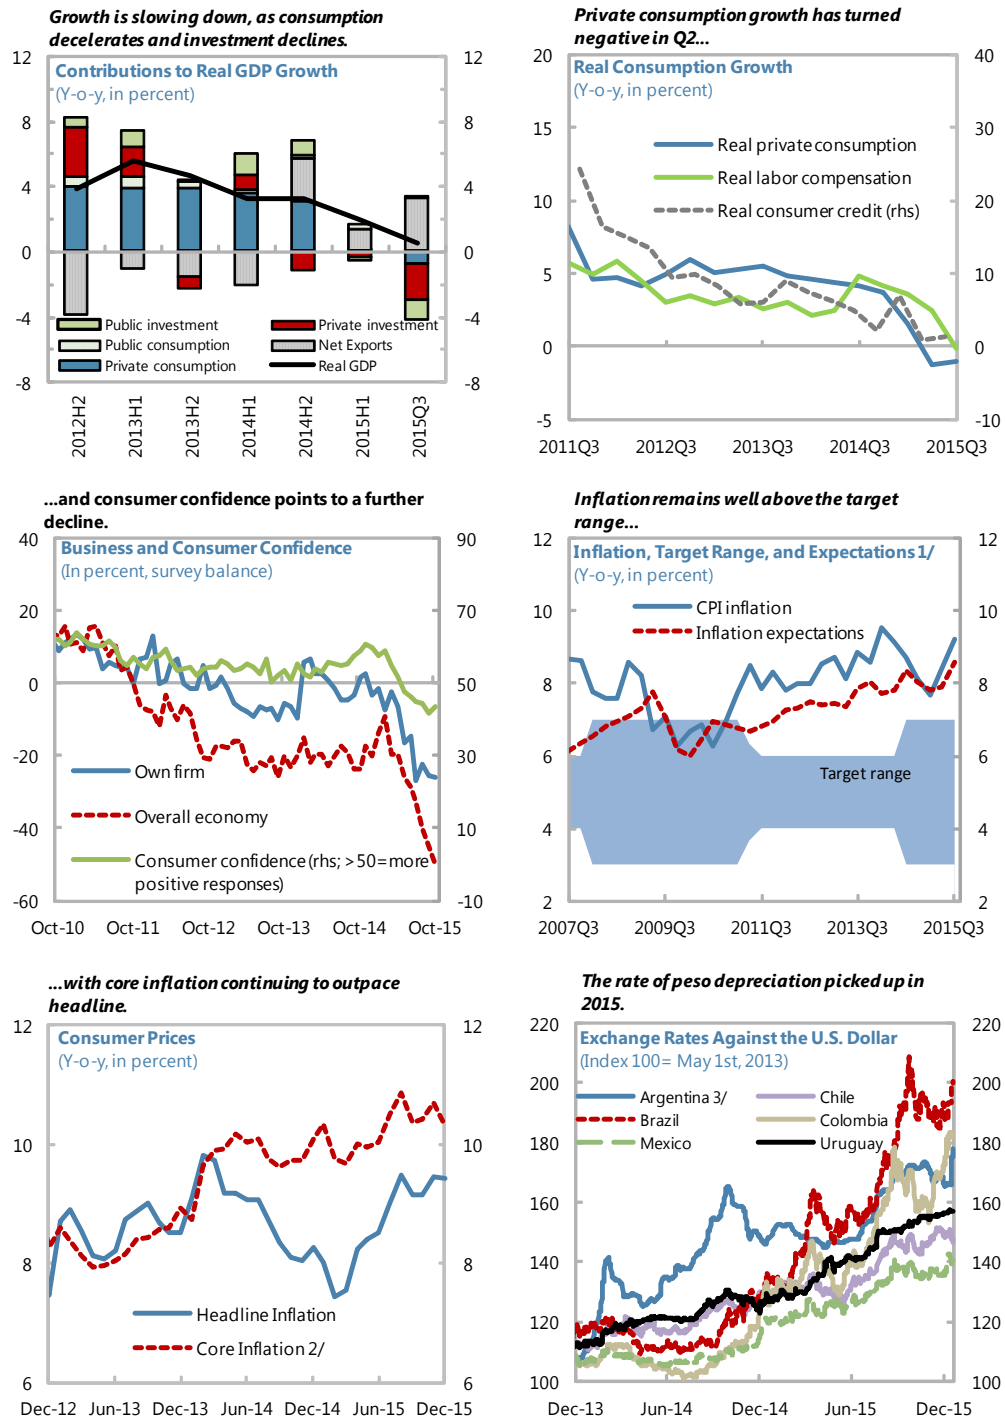 Growth is slowing down, as consumption
decelerates and investment declines.
Contributions to Real GDP Growth
(Y-o-y, in percent)
12
8
4
0
-4
-8
12
8
4
0
-4
-8
Public investment
Private investment
Public consumption
Net Exports
Private consumption
Real GDP
2012H2
2013H1
2013H2
2014H1
2014H2
2015H1
2015Q3
Private consumption growth has turned
negative in Q2...
Real Consumption Growth
(Y-o-y, in percent)
20
15
10
5
0
-5
40
30
20
10
0
-10
Real private consumption
Real labor compensation
Real consumer credit (rhs)
2011Q3
2012Q3
2013Q3
2014Q3
2015Q3
...and consumer confidence points to a further
decline.
Business and Consumer Confidence
(In percent, survey balance)
40
20
0
-20
-40
-60
90
70
50
30
10
-10
Own firm
Overall economy
Consumer confidence (rhs; >50=more
positive responses)
Oct-10
Oct-11
Oct-12
Oct-13
Oct-14
Oct-15
Inflation remains well above the target
range...
Inflation, Target Range, and Expectations 1/
(Y-o-y, in percent)
12
10
8
6
4
2
12
10
8
6
4
2
CPI inflation
Inflation expectations
Target range
2007Q3
2009Q3
2011Q3
2013Q3
2015Q3
...with core inflation continuing to outpace
headline.
Consumer Prices
(Y-o-y, in percent)
12
10
8
6
12
10
8
6
Headline Inflation
Core Inflation 2/
Dec-12
Jun-13
Dec-13
Jun-14
Dec-14
Jun-15
Dec-15
The rate of peso depreciation picked up in
2015.
Exchange Rates Against the U.S. Dollar
(Index 100= May 1st, 2013)
220
200
180
160
140
120
100
220
200
180
160
140
120
100
Argentina 3/
Chile
Brazil
Colombia
Mexico
Uruguay
Dec-13
Jun-14
Dec-14
Jun-15
Dec-15